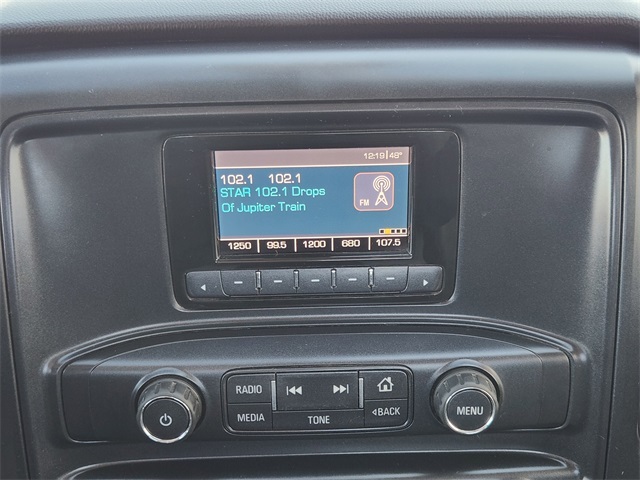 12:19 48°
102.1 102.1
STAR 102.1 Drops
Of Jupiter Train
FM
1250 99.5 1200 680 107.5
RADIO
MEDIA
TONE
BACK
MENU